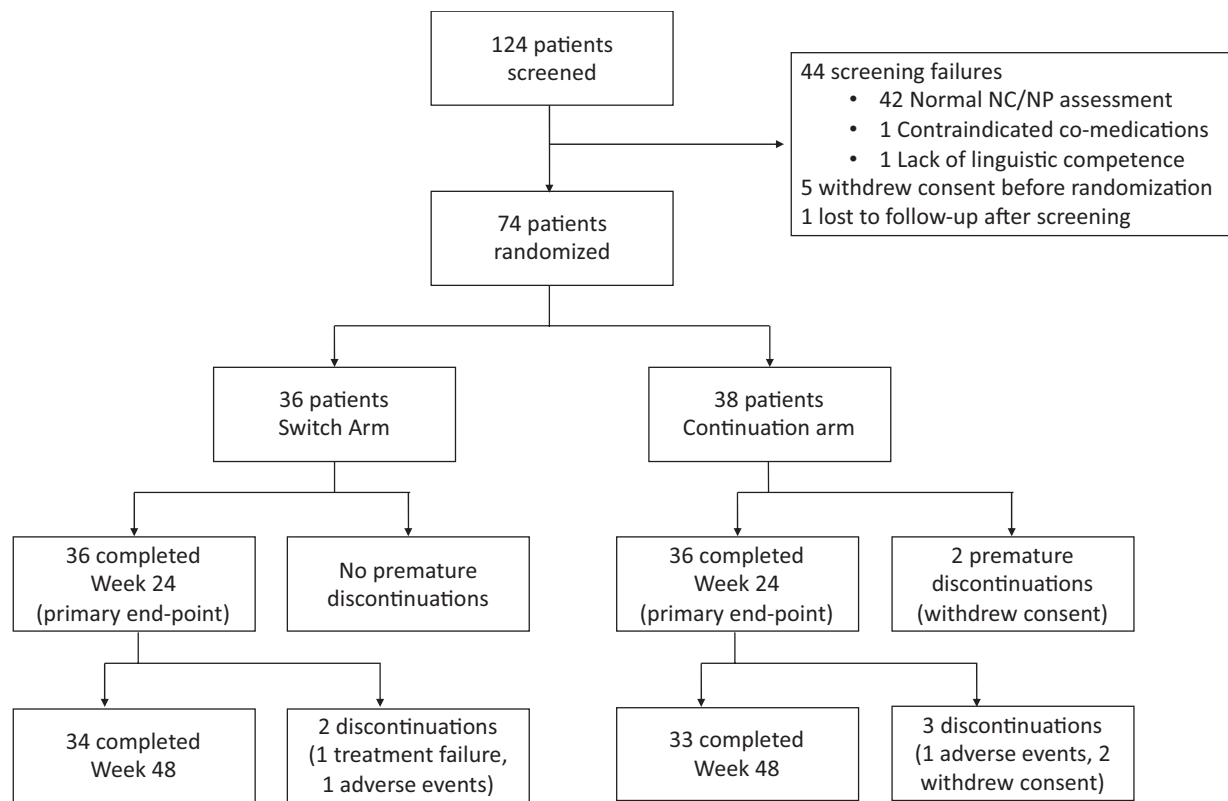 124 patients
screened
44 screening failures
• 42 Normal NC/NP assessment
• 1 Contraindicated co-medications
• 1 Lack of linguistic competence
5 withdrew consent before randomization
1 lost to follow-up after screening
74 patients
randomized
36 patients
Switch Arm
38 patients
Continuation arm
36 completed
Week 24
(primary end-point)
No premature
discontinuations
36 completed
Week 24
(primary end-point)
2 premature
discontinuations
(withdrew consent)
34 completed
Week 48
2 discontinuations
(1 treatment failure,
1 adverse events)
33 completed
Week 48
3 discontinuations
(1 adverse events, 2
withdrew consent)